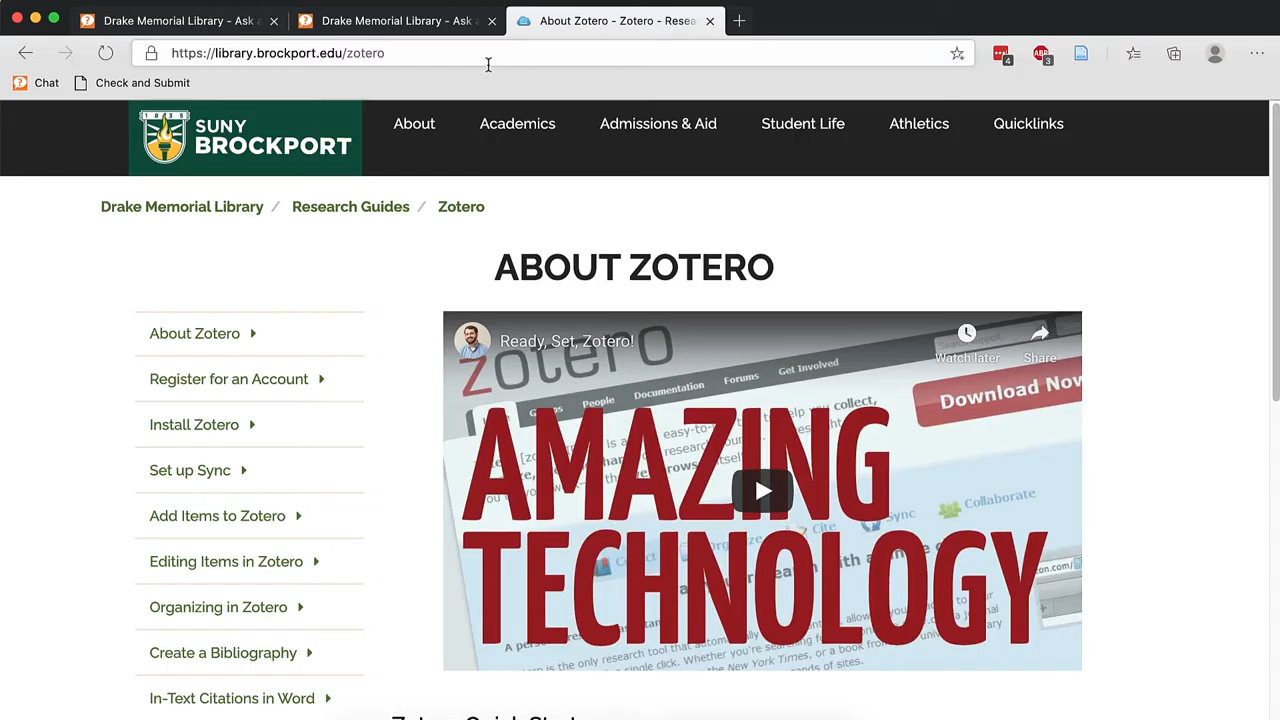 Drake Memorial Library - Ask a
Drake Memorial Library - Ask a
About Zotero - Zotero - Resea
https://library.brockport.edu/zotero
4
3
Chat
Check and Submit
1835
SUNY
BROCKPORT
About
Academics
Admissions & Aid
Student Life
Athletics
Quicklinks
Drake Memorial Library / Research Guides / Zotero
ABOUT ZOTERO
About Zotero
Register for an Account
Install Zotero
Set up Sync
Add Items to Zotero
Editing Items in Zotero
Organizing in Zotero
Create a Bibliography
In-Text Citations in Word
Ready, Set, Zotero!
Watch later
Share
zotero
People
Documentation
Forums
Get Involved
Download Now
AMAZING
TECHNOLOGY
collect,
Cite
Sync
Collaborate